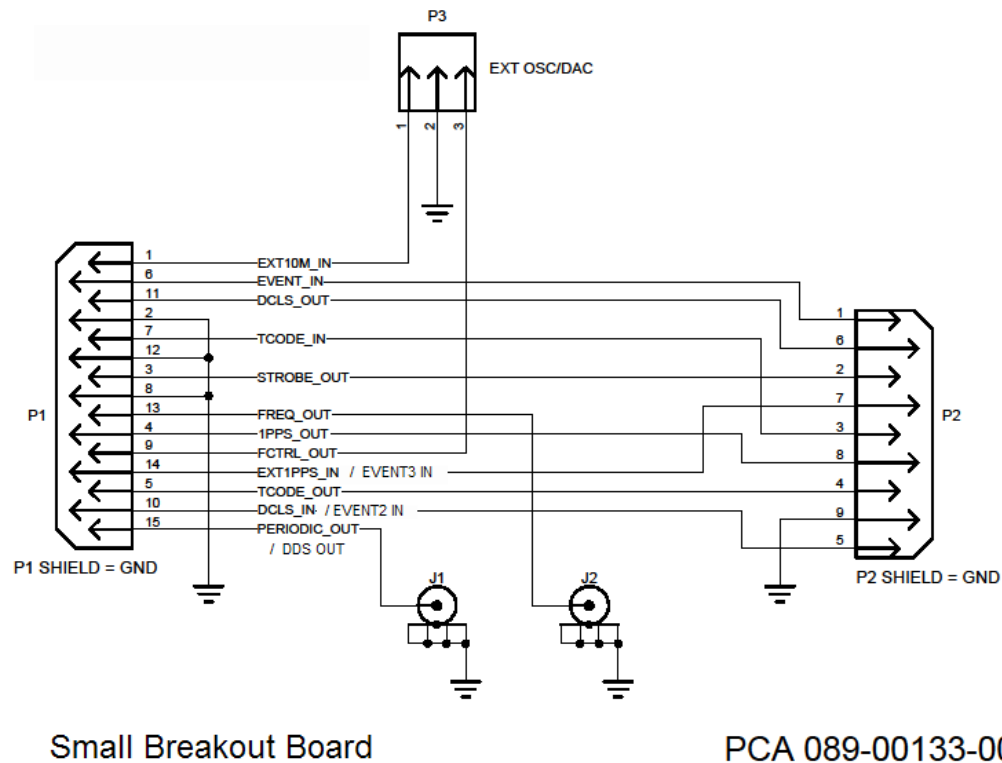 P3
EXT OSC/DAC
1 2 3
1 EXT10M_IN
6 EVENT_IN
11 DCLS_OUT
2
7 TCODE_IN
12
3 STROBE_OUT
8
13 FREQ_OUT
4 1PPS_OUT
9 FCTRL_OUT
14 EXT1PPS_IN / EVENT3 IN
5 TCODE_OUT
10 DCLS_IN / EVENT2 IN
15 PERIODIC_OUT
/ DDS OUT
P1
P1 SHIELD = GND
1
6
2
7
3
8
4
9
5
P2
P2 SHIELD = GND
J1
J2
Small Breakout Board
PCA 089-00133-00